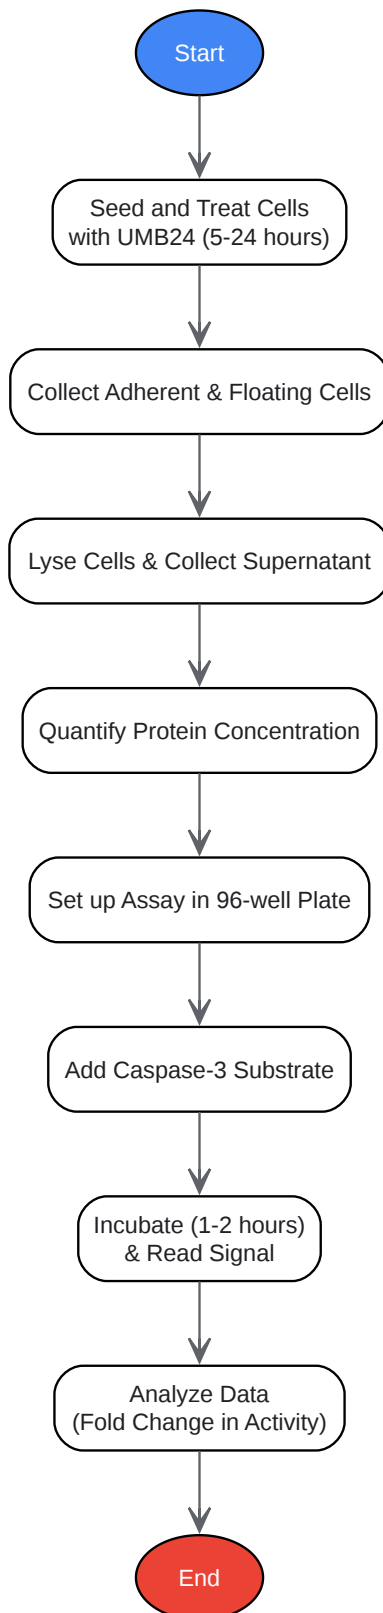 Start
Seed and Treat Cells
with UMB24 (5-24 hours)
Collect Adherent & Floating Cells
Lyse Cells & Collect Supernatant
Quantify Protein Concentration
Set up Assay in 96-well Plate
Add Caspase-3 Substrate
Incubate (1-2 hours)
& Read Signal
Analyze Data
(Fold Change in Activity)
End